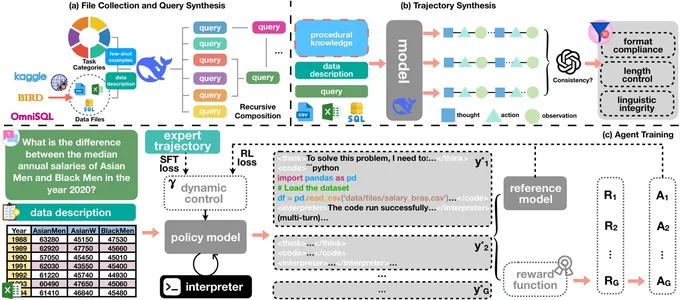 (a) File Collection and Query Synthesis
Task
Categories
few-shot
examples
data
description
kaggle
BIRD
OmniSQL
CSV
SQL
Data Files
query
query
query
query
query
query
query
query
query
...
Recursive
Composition
(b) Trajectory Synthesis
procedural
knowledge
data
description
query
CSV
SQL
model
Consistency?
format
compliance
length
control
linguistic
integrity
thought
action
observation
(c) Agent Training
What is the difference
between the median
annual salaries of Asian
Men and Black Men in
the year 2020?
data description
Year AsianMen AsianW BlackMen
1988 63280 45150 47530
1989 62920 47750 45660
1990 57050 45450 45010
1991 62030 43550 45400
1992 61220 45740 44930
1993 60490 47650 45060
61410 46840 45480
expert
trajectory
SFT
loss
RL
loss
γ
dynamic
control
policy model
interpreter
<think>To solve this problem, I need to:...</think>
<code>```python
import pandas as pd
# Load the dataset
df = pd.read_csv('data/files/salary_bras.csv')...</code>
<interpreter>The code run successfully...</interpreter>
(multi-turn)...
y*1
<think>...</think>
<code>...</code>
<interpreter>...</interpreter>...
y*2
...
...
y*G
reference
model
reward
function
R1
R2
...
RG
A1
A2
...
AG